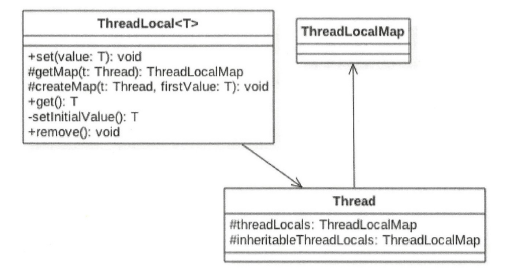 ThreadLocal<T>
+set(value: T): void
#getMap(t: Thread): ThreadLocalMap
#createMap(t: Thread, firstValue: T): void
+get(): T
-setInitialValue(): T
+remove(): void
ThreadLocalMap
Thread
#threadLocals: ThreadLocalMap
#inheritableThreadLocals: ThreadLocalMap